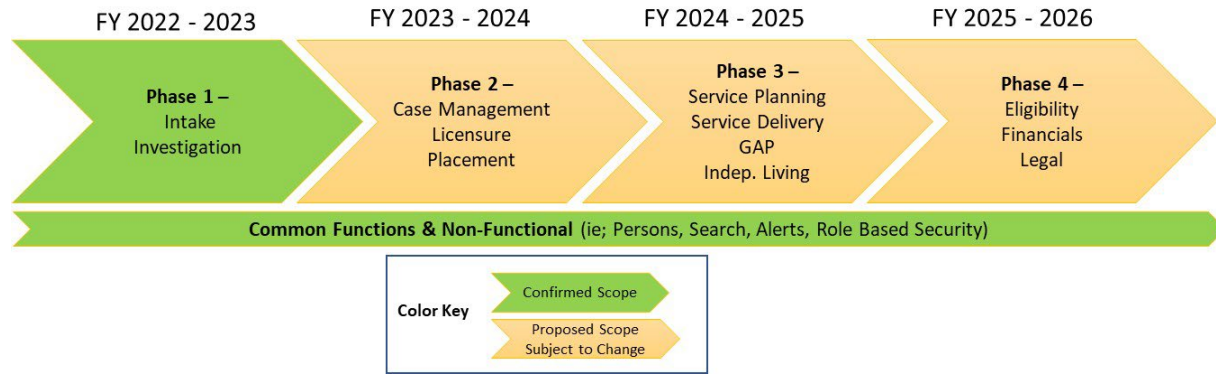 FY 2022 - 2023
FY 2023 - 2024
FY 2024 - 2025
FY 2025 - 2026
Phase 1 –
Intake
Investigation
Phase 2 –
Case Management
Licensure
Placement
Phase 3 –
Service Planning
Service Delivery
GAP
Indep. Living
Phase 4 –
Eligibility
Financials
Legal
Common Functions & Non-Functional (ie; Persons, Search, Alerts, Role Based Security)
Color Key
Confirmed Scope
Proposed Scope
Subject to Change